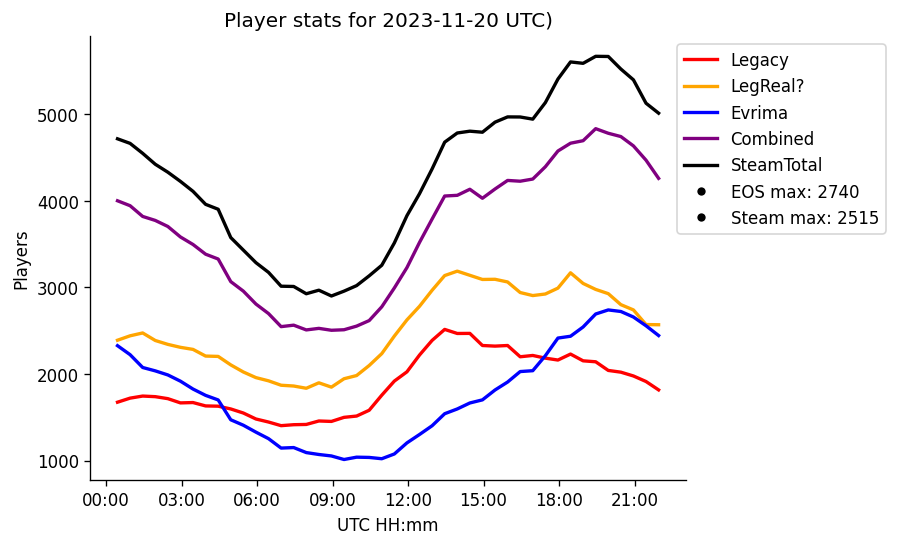 Player stats for 2023-11-20 UTC)
Legacy
LegReal?
Evrima
Combined
SteamTotal
EOS max: 2740
Steam max: 2515
Players
5000
4000
3000
2000
1000
00:00 03:00 06:00 09:00 12:00 15:00 18:00 21:00
UTC HH:mm